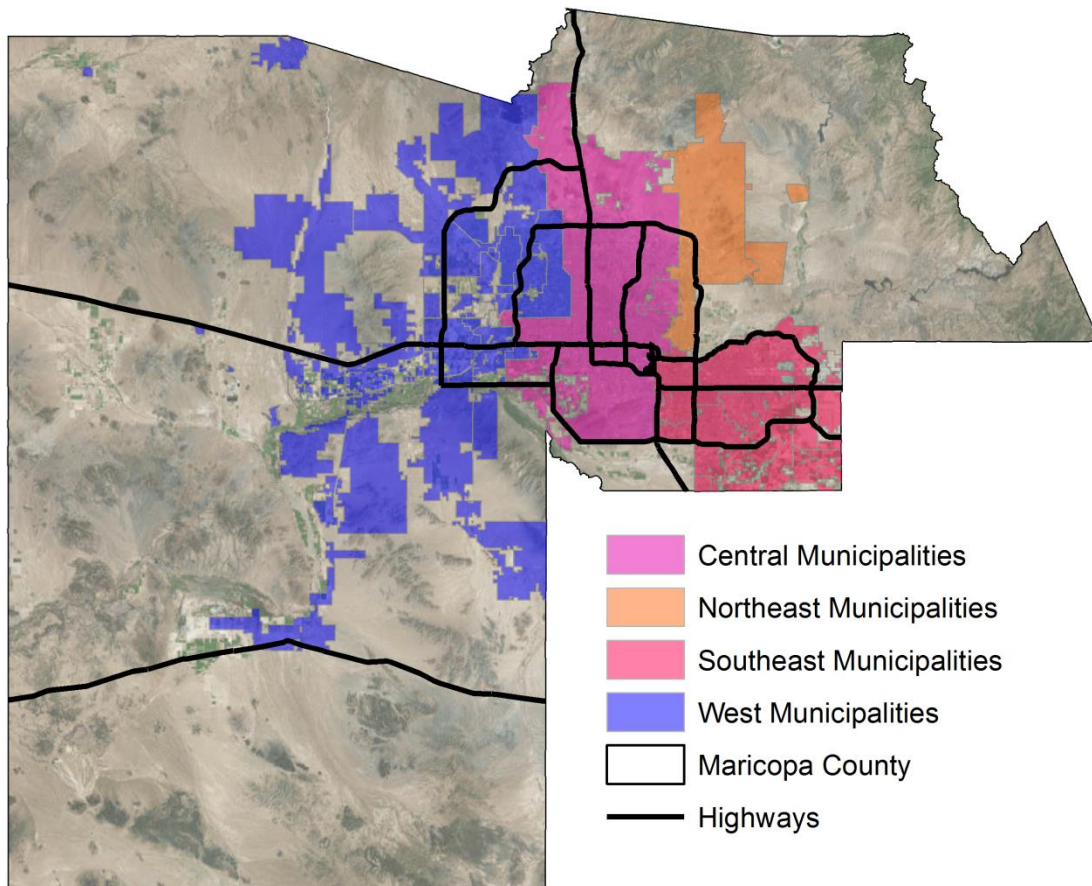 Central Municipalities
Northeast Municipalities
Southeast Municipalities
West Municipalities
Maricopa County
Highways